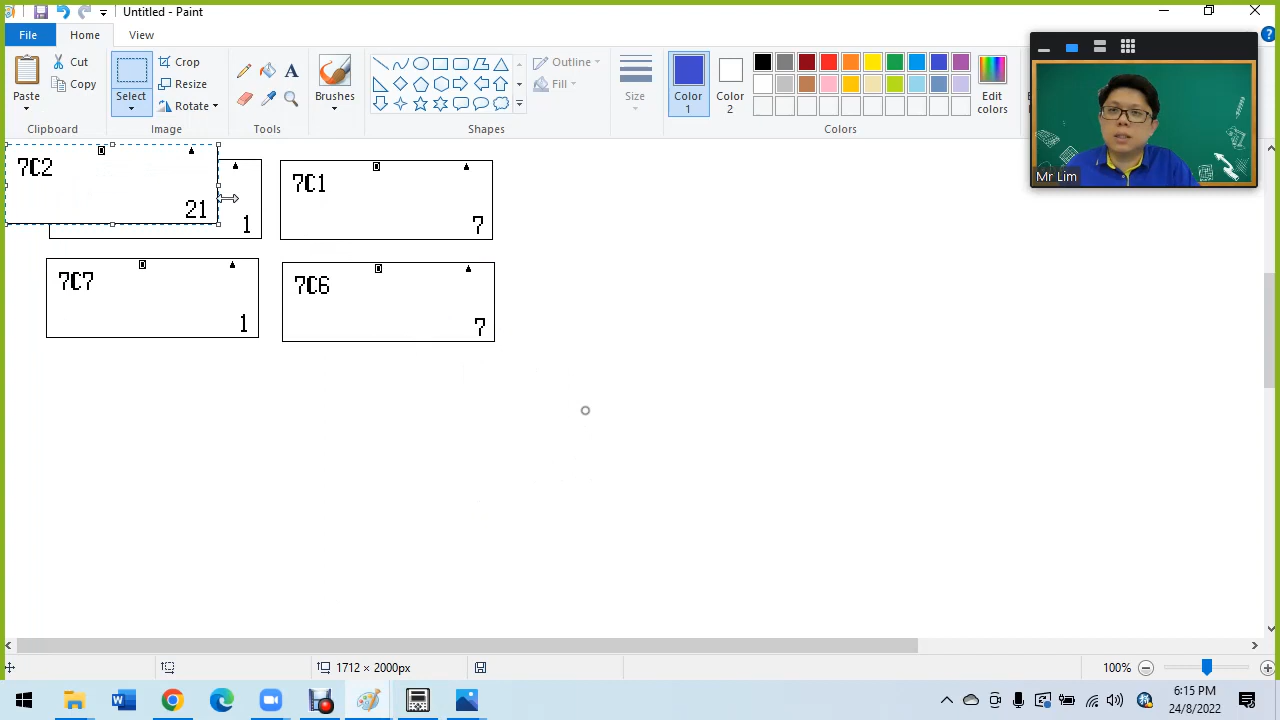 Untitled - Paint
File
Home
View
Paste
Cut
Copy
Clipboard
Select
Crop
Resize
Rotate
Image
A
Tools
Brushes
Shapes
Outline
Fill
Size
Color 1
Color 2
Edit colors
Colors
Mr Lim
7C2
21
1
7C1
7
7C7
1
7C6
7
1712 × 2000px
100%
6:15 PM
24/8/2022